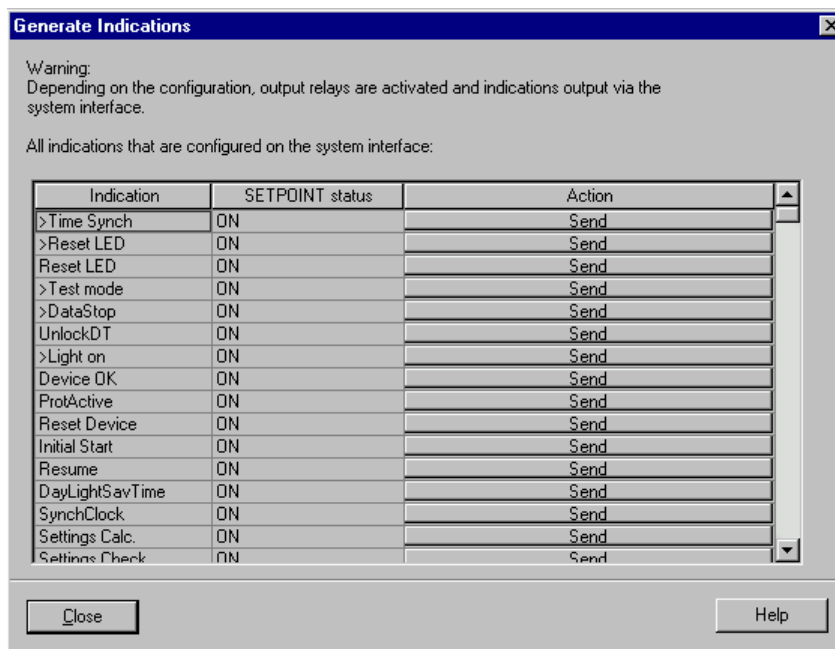 Generate Indications
Warning:
Depending on the configuration, output relays are activated and indications output via the
system interface.
All indications that are configured on the system interface:
Indication SETPOINT status Action
>Time Synch ON Send
>Reset LED ON Send
Reset LED ON Send
>Test mode ON Send
>DataStop ON Send
UnlockDT ON Send
>Light on ON Send
Device OK ON Send
ProtActive ON Send
Reset Device ON Send
Initial Start ON Send
Resume ON Send
DayLightSavTime ON Send
SynchClock ON Send
Settings Calc. ON Send
Settings Check ON Send
Close Help